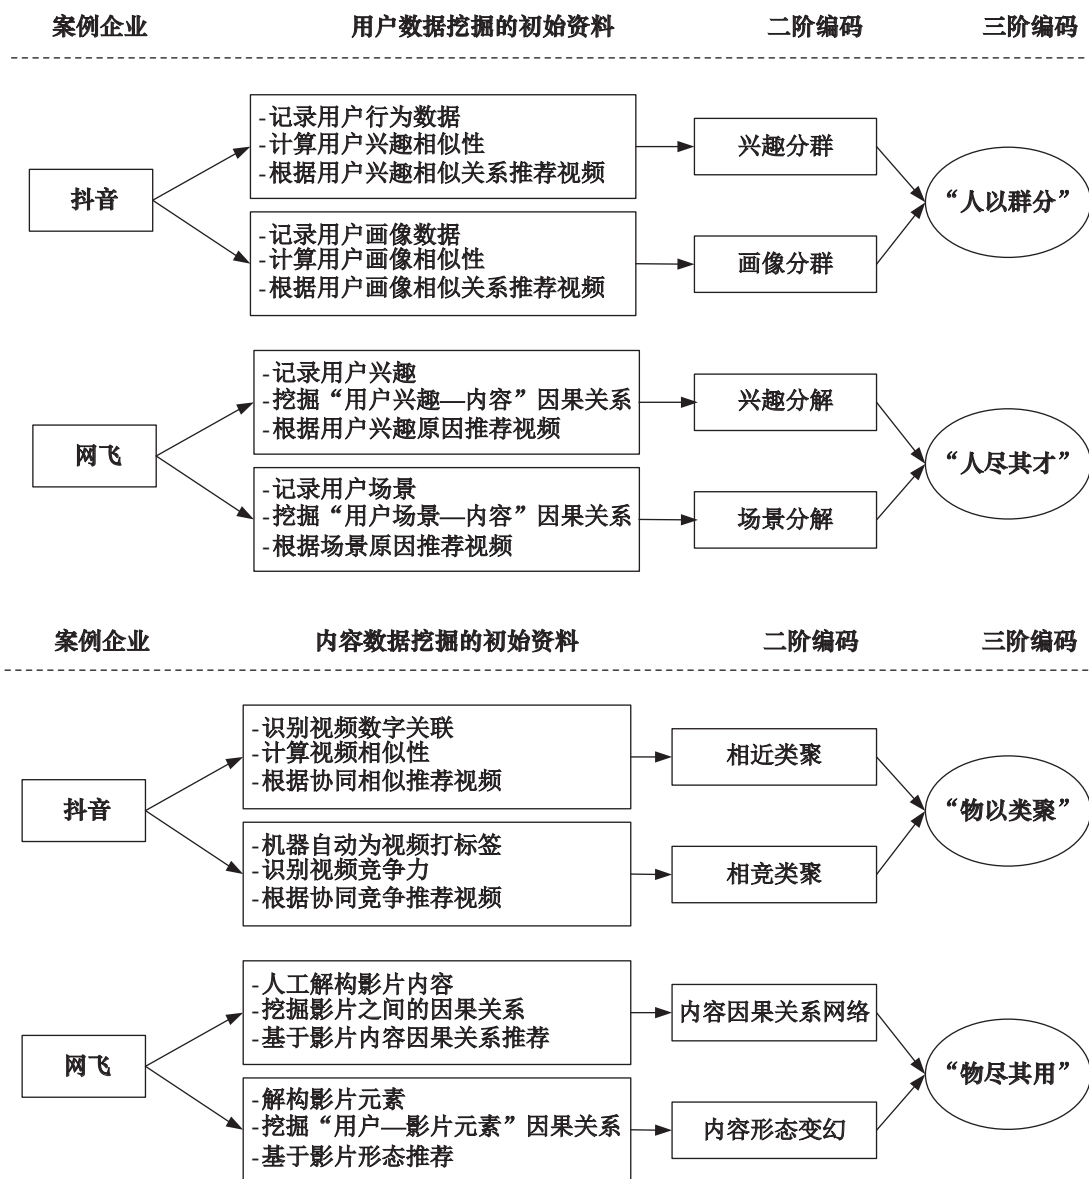 案例企业 用户数据挖掘的初始资料 二阶编码 三阶编码
抖音
-记录用户行为数据
-计算用户兴趣相似性
-根据用户兴趣相似关系推荐视频
兴趣分群
-记录用户画像数据
-计算用户画像相似性
-根据用户画像相似关系推荐视频
画像分群
“人以群分”
网飞
-记录用户兴趣
-挖掘“用户兴趣—内容”因果关系
-根据用户兴趣原因推荐视频
兴趣分解
-记录用户场景
-挖掘“用户场景—内容”因果关系
-根据场景原因推荐视频
场景分解
“人尽其才”
案例企业 内容数据挖掘的初始资料 二阶编码 三阶编码
抖音
-识别视频数字关联
-计算视频相似性
-根据协同相似推荐视频
相近类聚
-机器自动为视频打标签
-识别视频竞争力
-根据协同竞争推荐视频
相竞类聚
“物以类聚”
网飞
-人工解构影片内容
-挖掘影片之间的因果关系
-基于影片内容因果关系推荐
内容因果关系网络
-解构影片元素
-挖掘“用户—影片元素”因果关系
-基于影片形态推荐
内容形态变幻
“物尽其用”